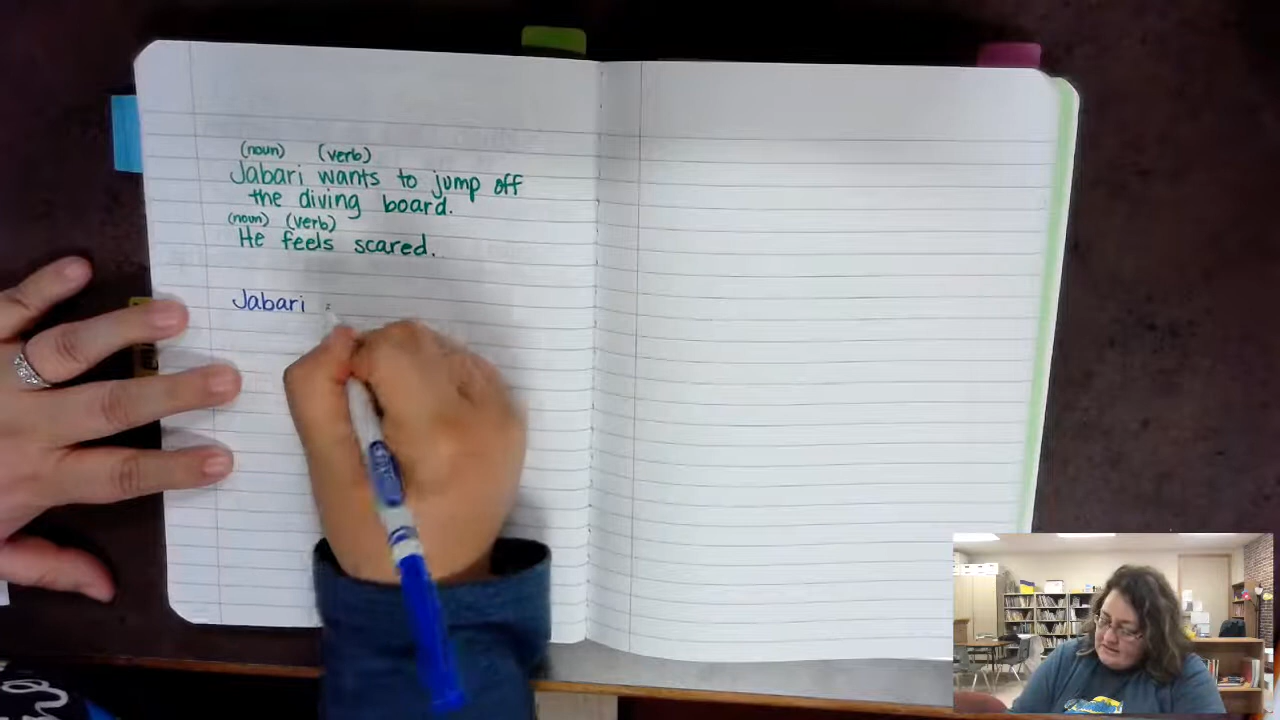 (noun) (verb)
Jabari wants to jump off
the diving board.
(noun) (verb)
He feels scared.
Jabari